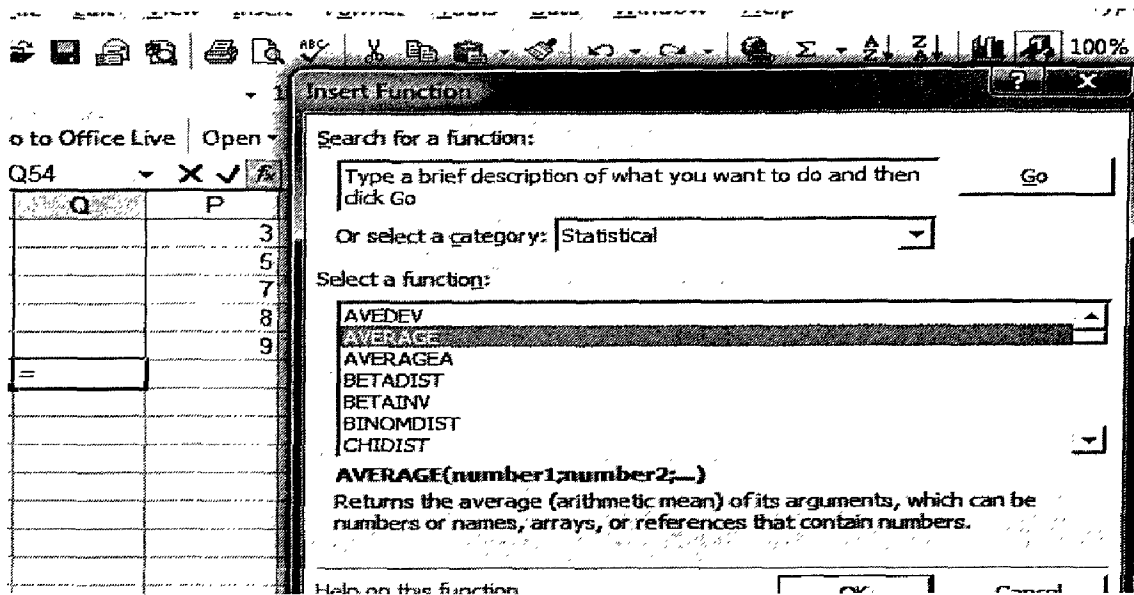 100%
Insert Function
? X
o to Office Live Open
Search for a function:
Q54
Type a brief description of what you want to do and then
click Go
Go
Q P
Or select a category: Statistical
3
5
7
8
9
=
Select a function:
AVEDEV
AVERAGE
AVERAGEA
BETADIST
BETAINV
BINOMDIST
CHIDIST
AVERAGE(number1;number2;...)
Returns the average (arithmetic mean) of its arguments, which can be
numbers or names, arrays, or references that contain numbers.
Help on this function
OK
Cancel